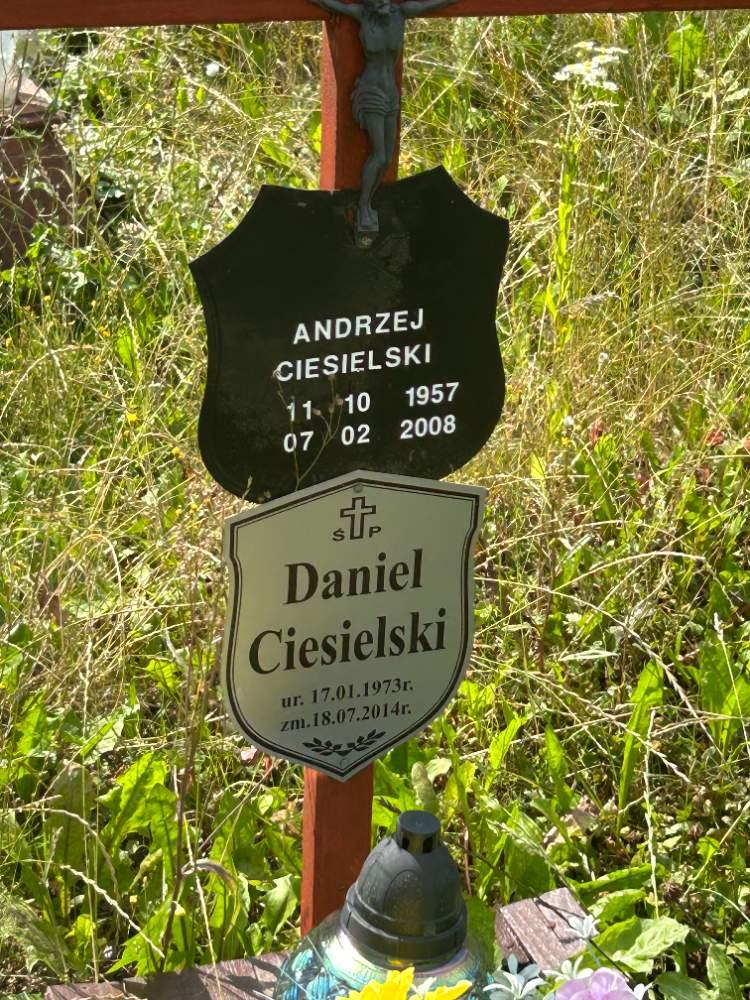 ANDRZEJ
CIESIELSKI
11 10 1957
07 02 2008
Ś P
Daniel
Ciesielski
ur. 17.01.1973r.
zm.18.07.2014r.